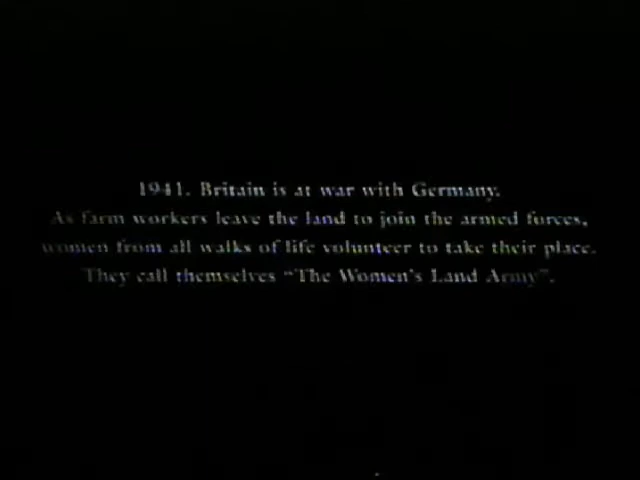 1941. Britain is at war with Germany.
As farm workers leave the land to join the armed forces,
women from all walks of life volunteer to take their place.
They call themselves “The Women's Land Army”.